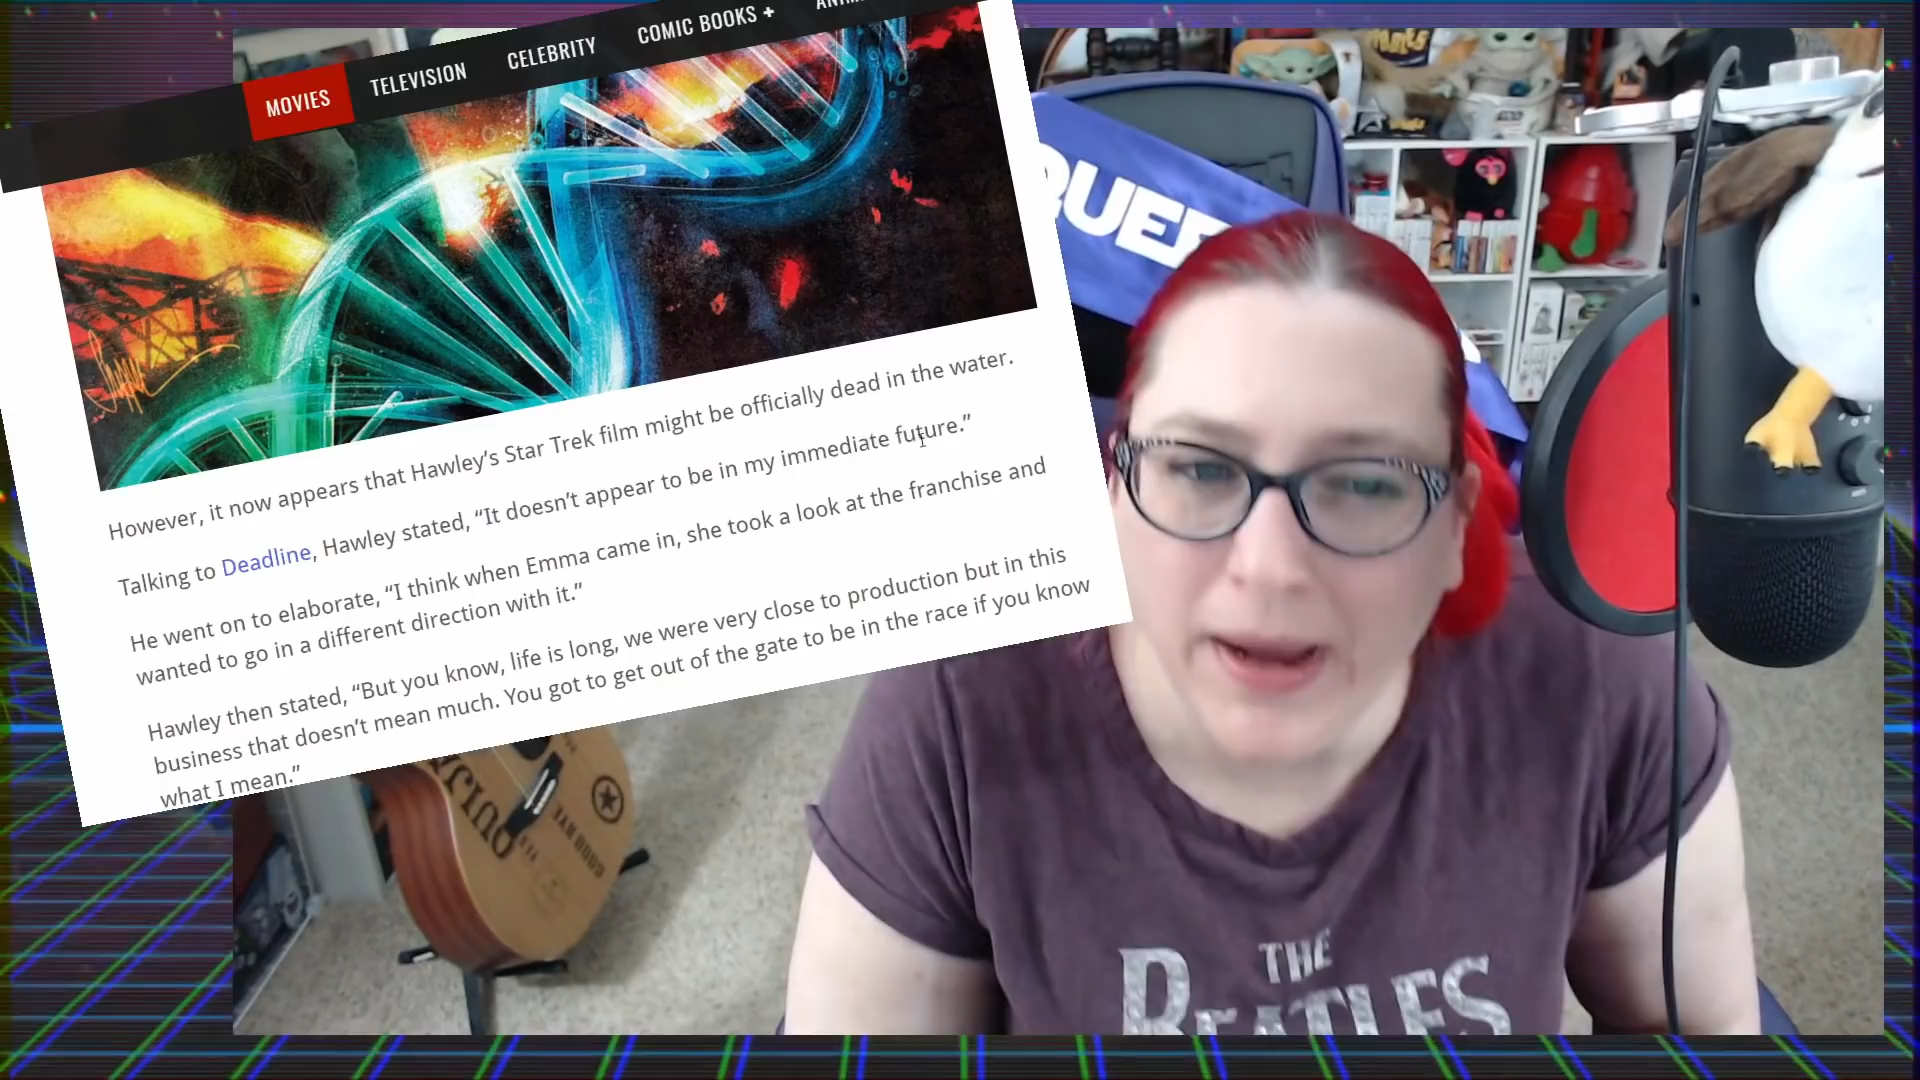 MOVIES
TELEVISION
CELEBRITY
COMIC BOOKS +
However, it now appears that Hawley's Star Trek film might be officially dead in the water.
Talking to Deadline, Hawley stated, “It doesn't appear to be in my immediate future.”
He went on to elaborate, “I think when Emma came in, she took a look at the franchise and
wanted to go in a different direction with it.”
Hawley then stated, “But you know, life is long, we were very close to production but in this
business that doesn't mean much. You got to get out of the gate to be in the race if you know
what I mean.”
THE
BEATLES